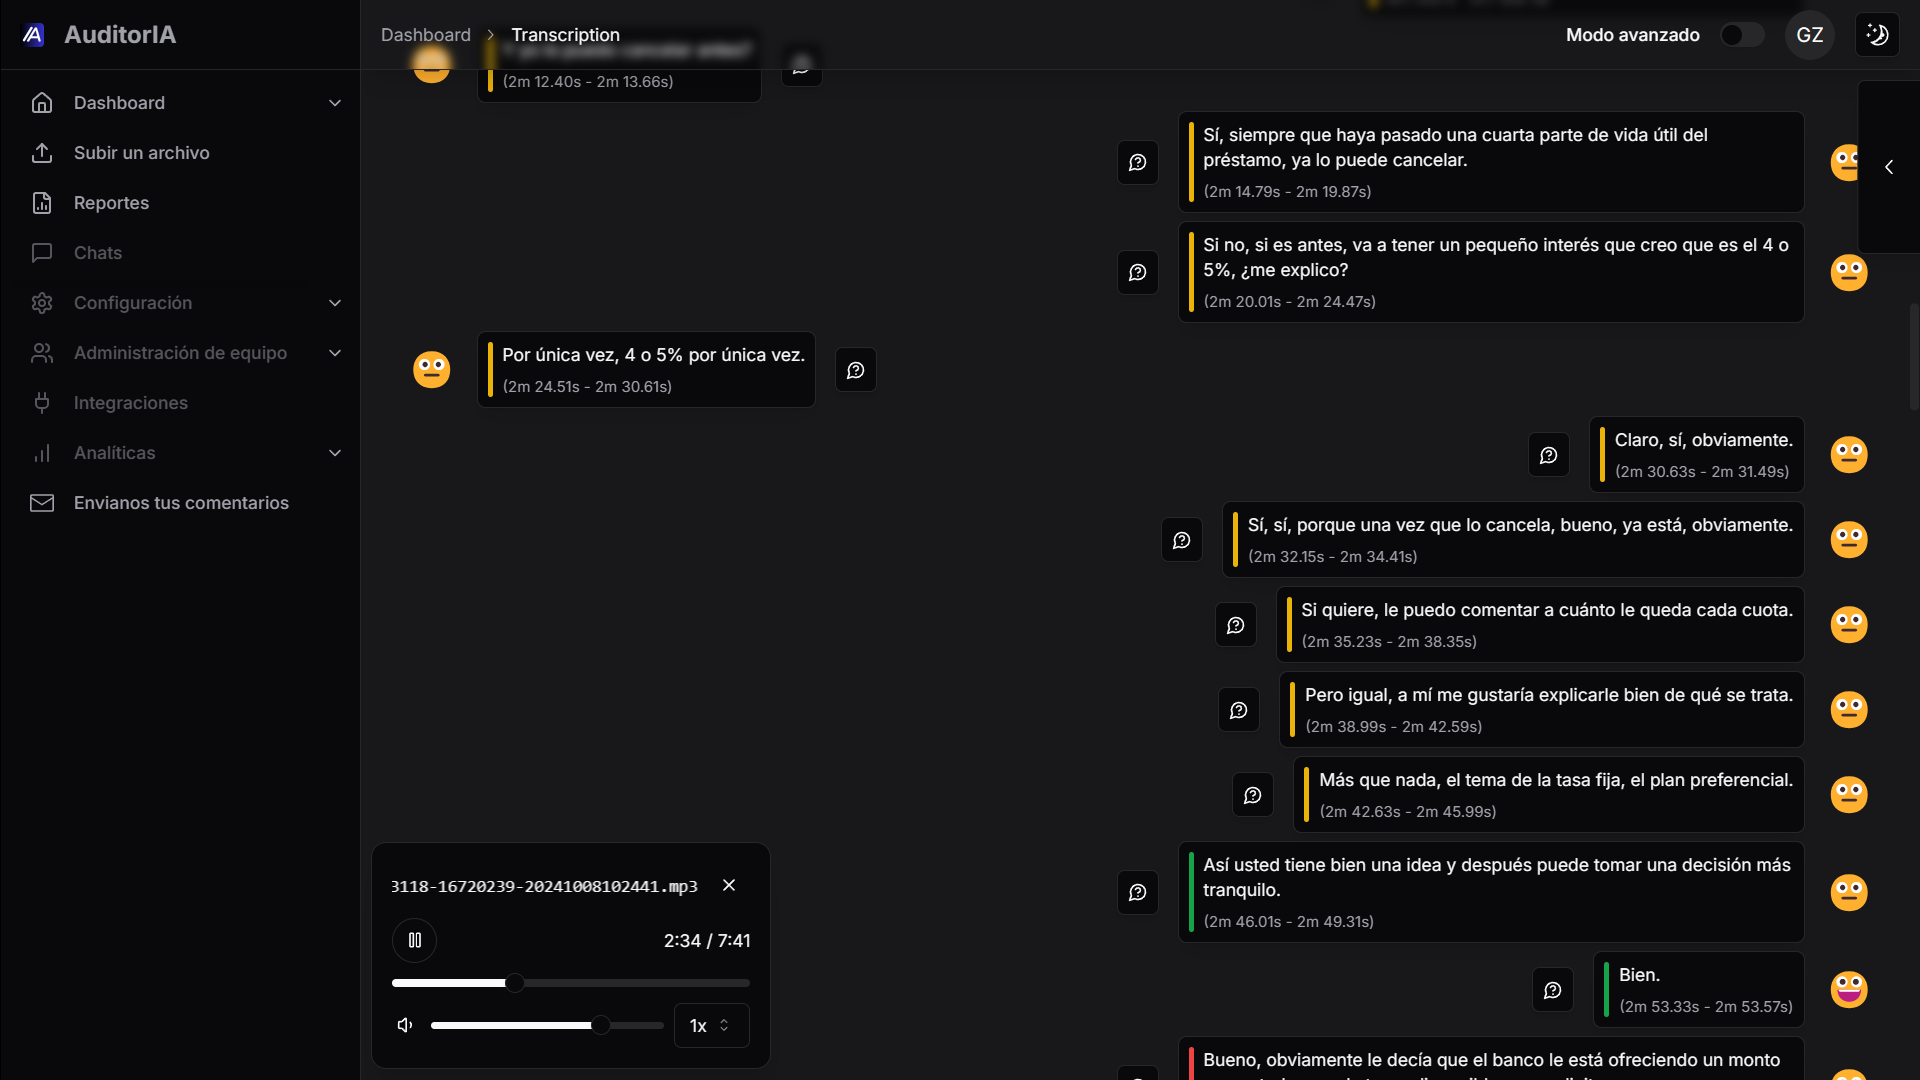 AuditorIA
Dashboard
Subir un archivo
Reportes
Chats
Configuración
Administración de equipo
Integraciones
Analíticas
Envianos tus comentarios
Dashboard > Transcription
Modo avanzado
GZ
(2m 12.40s - 2m 13.66s)
Sí, siempre que haya pasado una cuarta parte de vida útil del
préstamo, ya lo puede cancelar.
(2m 14.79s - 2m 19.87s)
Si no, si es antes, va a tener un pequeño interés que creo que es el 4 o
5%, ¿me explico?
(2m 20.01s - 2m 24.47s)
Por única vez, 4 o 5% por única vez.
(2m 24.51s - 2m 30.61s)
Claro, sí, obviamente.
(2m 30.63s - 2m 31.49s)
Sí, sí, porque una vez que lo cancela, bueno, ya está, obviamente.
(2m 32.15s - 2m 34.41s)
Si quiere, le puedo comentar a cuánto le queda cada cuota.
(2m 35.23s - 2m 38.35s)
Pero igual, a mí me gustaría explicarle bien de qué se trata.
(2m 38.99s - 2m 42.59s)
Más que nada, el tema de la tasa fija, el plan preferencial.
(2m 42.63s - 2m 45.99s)
Así usted tiene bien una idea y después puede tomar una decisión más
tranquilo.
(2m 46.01s - 2m 49.31s)
Bien.
(2m 53.33s - 2m 53.57s)
Bueno, obviamente le decía que el banco le está ofreciendo un monto
3118-16720239-20241008102441.mp3
2:34 / 7:41
1x